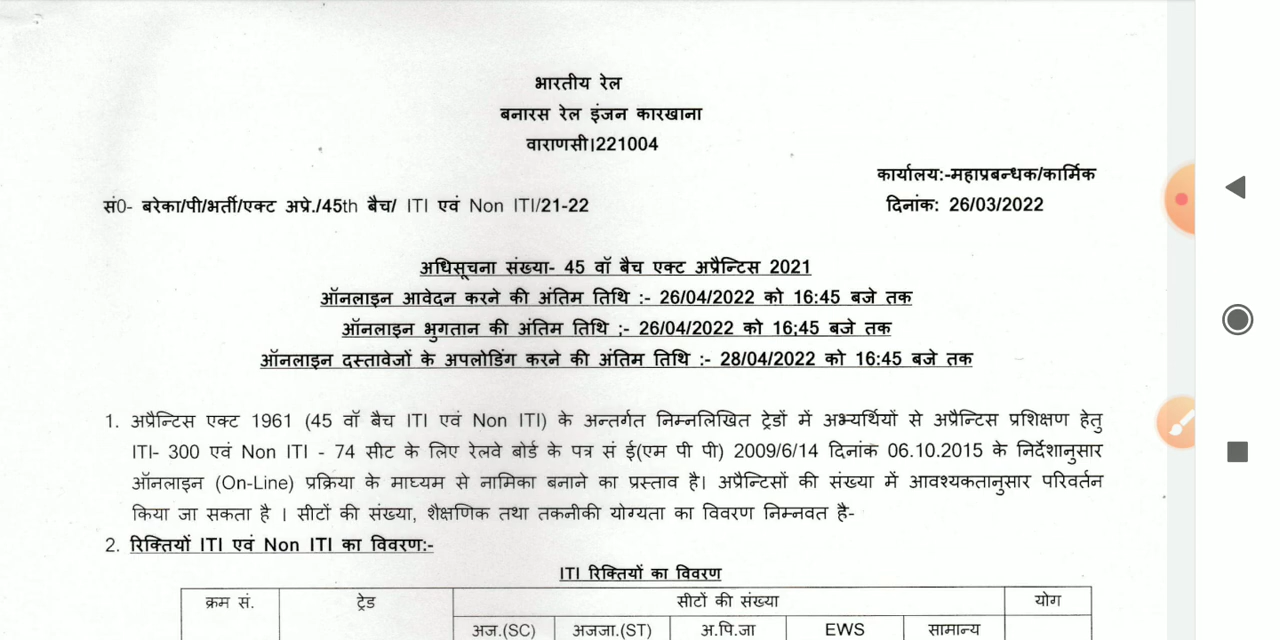 भारतीय रेल
बनारस रेल इंजन कारखाना
वाराणसी।221004
कार्यालय:-महाप्रबन्धक/कार्मिक
सं0- बरेका/पी/भर्ती/एक्ट अप्रे./45th बैच/ ITI एवं Non ITI/21-22
दिनांक: 26/03/2022
अधिसूचना संख्या- 45 वॉ बैच एक्ट अप्रैन्टिस 2021
ऑनलाइन आवेदन करने की अंतिम तिथि :- 26/04/2022 को 16:45 बजे तक
ऑनलाइन भुगतान की अंतिम तिथि ;- 26/04/2022 को 16:45 बजे तक
ऑनलाइन दस्तावेजों के अपलोडिंग करने की अंतिम तिथि :- 28/04/2022 को 16:45 बजे तक
1. अप्रैन्टिस एक्ट 1961 (45 वॉ बैच ITI एवं Non ITI) के अन्तर्गत निम्नलिखित ट्रेडों में अभ्यर्थियों से अप्रैन्टिस प्रशिक्षण हेतु
ITI- 300 एवं Non ITI - 74 सीट के लिए रेलवे बोर्ड के पत्र सं ई(एम पी पी) 2009/6/14 दिनांक 06.10.2015 के निर्देशानुसार
ऑनलाइन (On-Line) प्रक्रिया के माध्यम से नामिका बनाने का प्रस्ताव है। अप्रैन्टिसों की संख्या में आवश्यकतानुसार परिवर्तन
किया जा सकता है । सीटों की संख्या, शैक्षणिक तथा तकनीकी योग्यता का विवरण निम्नवत है-
2. रिक्तियों ITI एवं Non ITI का विवरण:-
ITI रिक्तियों का विवरण
क्रम सं. ट्रेड सीटों की संख्या योग
अज.(SC) अजजा.(ST) अ.पि.जा EWS सामान्य